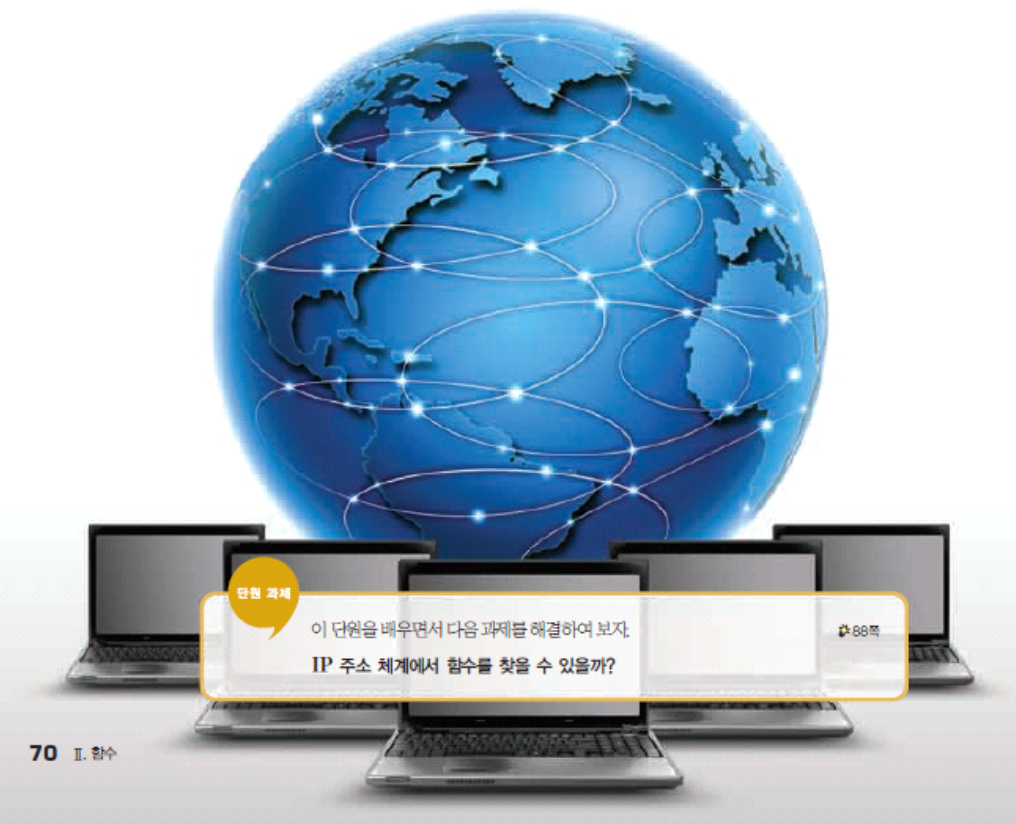 단원 과제
이 단원을 배우면서 다음 과제를 해결하여 보자.
88쪽
IP 주소 체계에서 함수를 찾을 수 있을까?
70 Ⅱ. 함수